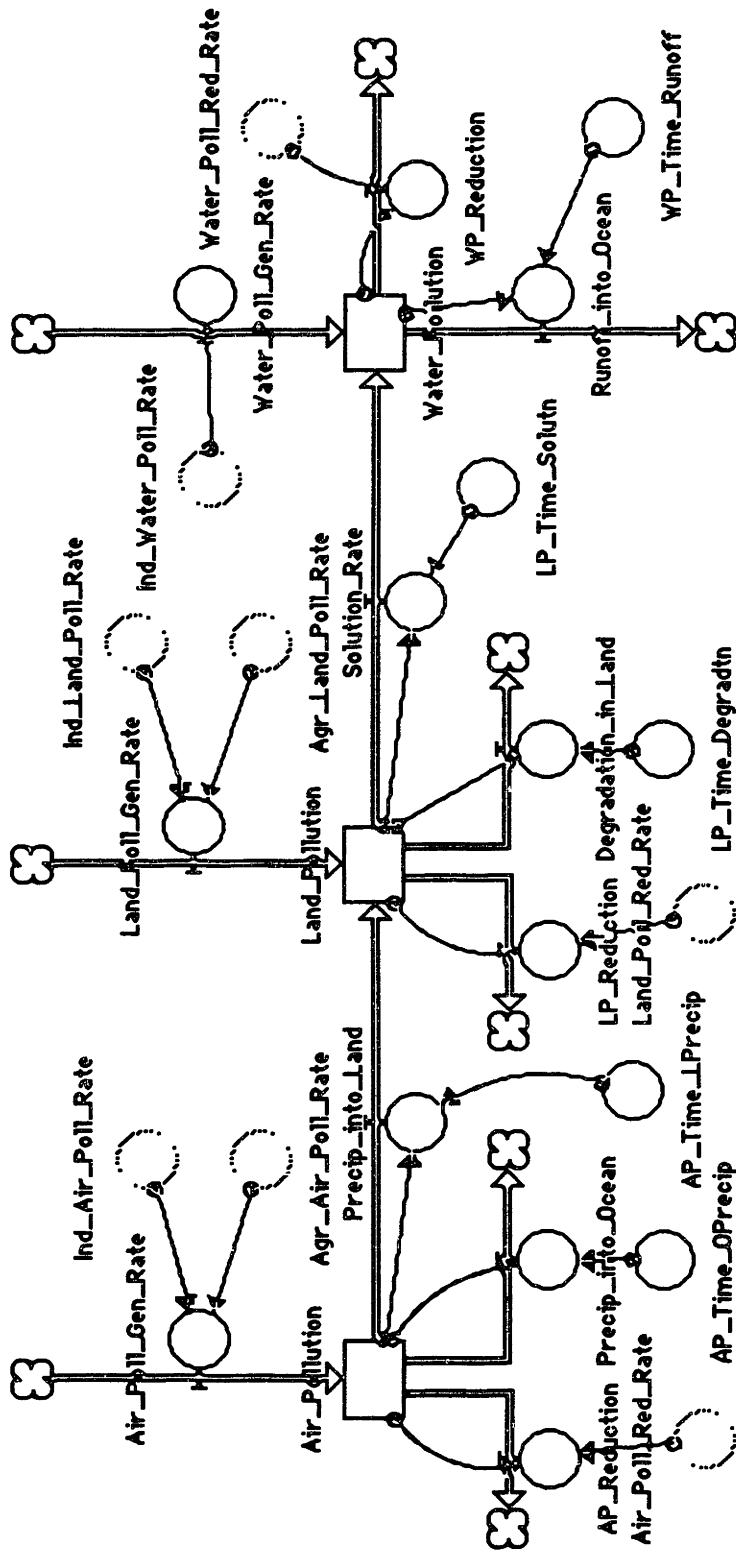 Air_Poll_Gen_Rate
Ind_Air_Poll_Rate
Air_Pollution
Agr_Air_Poll_Rate
Precip_into_Land
AP_Reduction
Precip_into_Ocean
Air_Poll_Red_Rate
AP_Time_OPrecip
AP_Time_LPrecip
Land_Poll_Gen_Rate
Ind_Land_Poll_Rate
Land_Pollution
Agr_Land_Poll_Rate
Solution_Rate
LP_Reduction
Degradation_in_Land
Land_Poll_Red_Rate
LP_Time_Degradtn
LP_Time_Solutn
Ind_Water_Poll_Rate
Water_Poll_Gen_Rate
Water_Poll_Red_Rate
Water_Pollution
WP_Reduction
Runoff_into_Ocean
WP_Time_Runoff